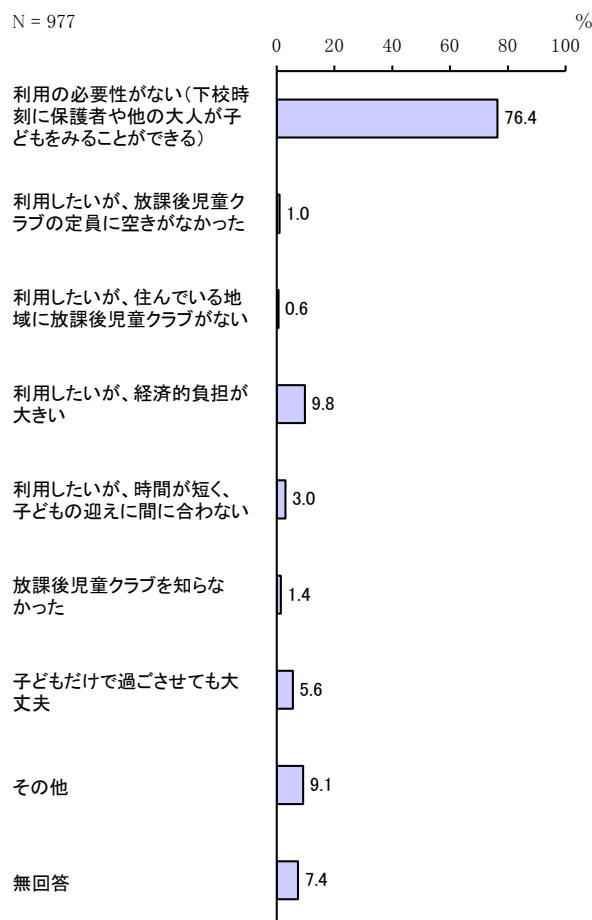 N = 977
%
0 20 40 60 80 100
利用の必要性がない（下校時
刻に保護者や他の大人が子
どもをみることができる）
76.4
利用したいが、放課後児童ク
ラブの定員に空きがなかった
1.0
利用したいが、住んでいる地
域に放課後児童クラブがない
0.6
利用したいが、経済的負担が
大きい
9.8
利用したいが、時間が短く、
子どもの迎えに間に合わない
3.0
放課後児童クラブを知らな
かった
1.4
子どもだけで過ごさせても大
丈夫
5.6
その他
9.1
無回答
7.4